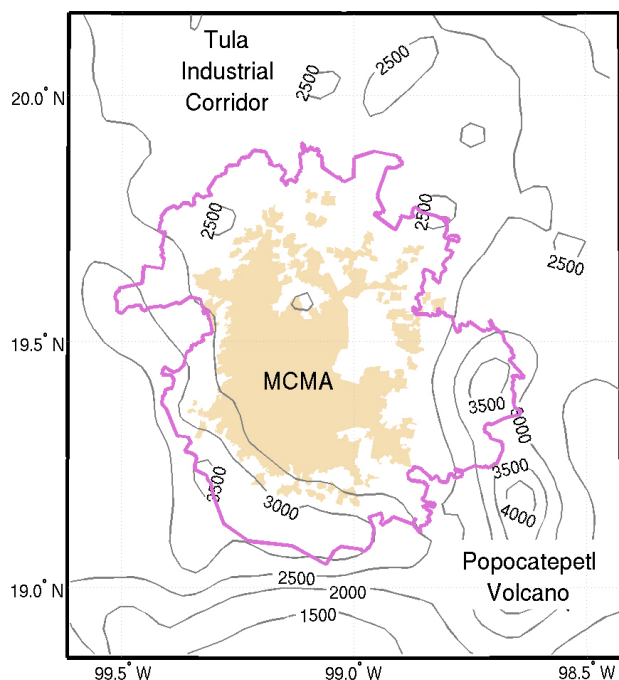 Tula
Industrial
Corridor
2500
2500
20.0° N
2500
2500
2500
19.5° N
MCMA
3500
3000
3500
3500
3000
4000
Popocatepetl
Volcano
2500
2000
1500
19.0° N
99.5° W
99.0° W
98.5° W